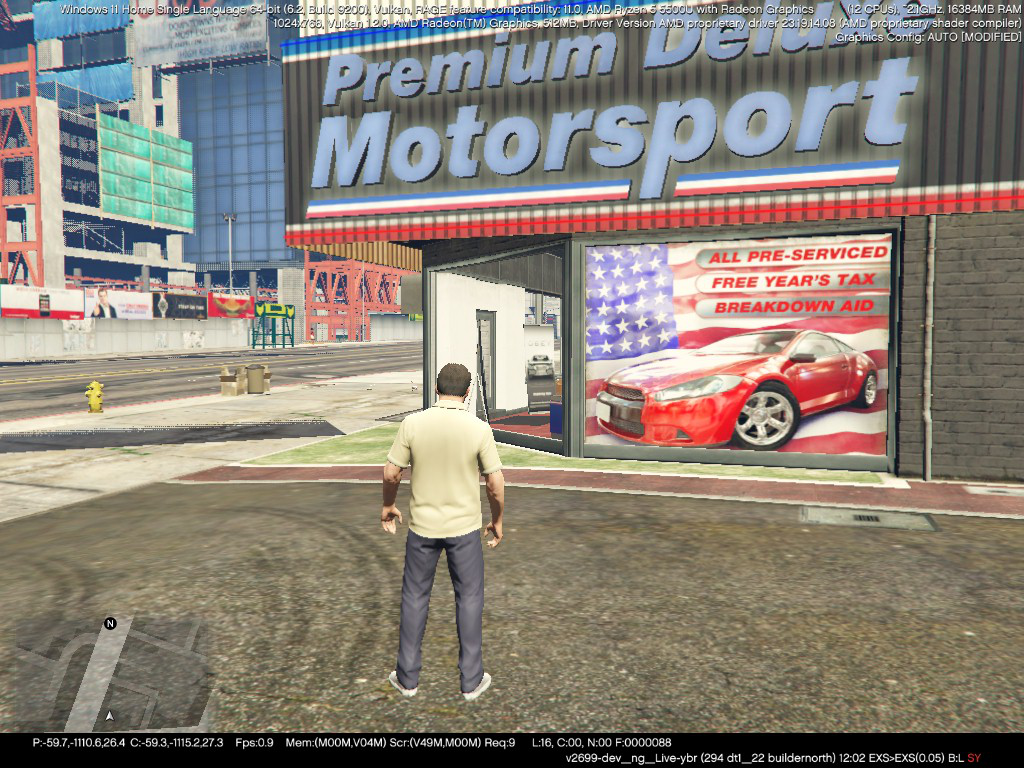 Windows 11 Home Single Language 64-bit (6.2, Build 9200), Vulkan, RAGE feature compatibility: 11.0, AMD Ryzen 5 5500U with Radeon Graphics (12 CPUs), ~2.1GHz, 16384MB RAM
1024x768, Vulkan 1.2.0, AMD Radeon(TM) Graphics, 512MB, Driver Version AMD proprietary driver 23.19.14.08 (AMD proprietary shader compiler)
Graphics Config: AUTO [MODIFIED]
Premium Deluxe
Motorsport
ALL PRE-SERVICED
FREE YEAR'S TAX
BREAKDOWN AID
N
P:-59.7,-1110.6,26.4 C:-59.3,-1115.2,27.3 Fps:0.9 Mem:(M00M,V04M) Scr:(V49M,M00M) Req:9 L:16, C:00, N:00 F:0000088
v2699-dev_ng_Live-ybr (294 dt1_22 buildernorth) 12:02 EXS>EXS(0.05) B:L SY